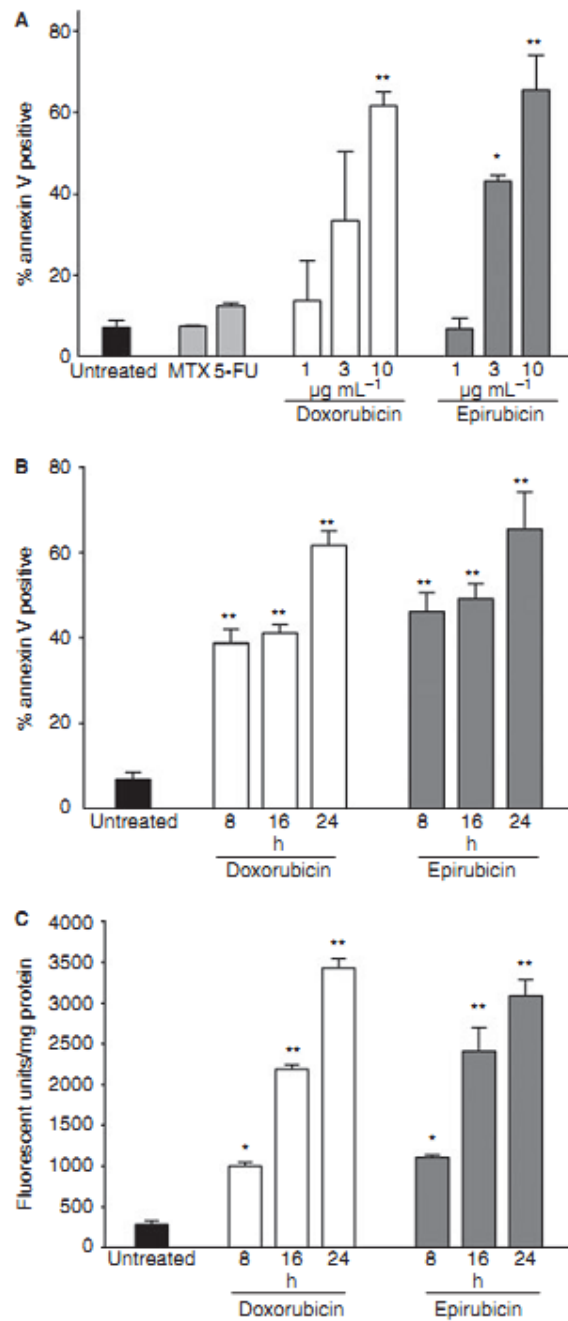 A
% annexin V positive
80
60
40
20
0
** **
*
Untreated MTX 5•FU 1 3 10 1 3 10
µg mL–1 µg mL–1
Doxorubicin Epirubicin
B
% annexin V positive
80
60
40
20
0
** ** ** ** ** **
Untreated 8 16 24 8 16 24
h h
Doxorubicin Epirubicin
C
Fluorescent units/mg protein
4000
3500
3000
2500
2000
1500
1000
500
0
* ** ** * ** **
Untreated 8 16 24 8 16 24
h h
Doxorubicin Epirubicin